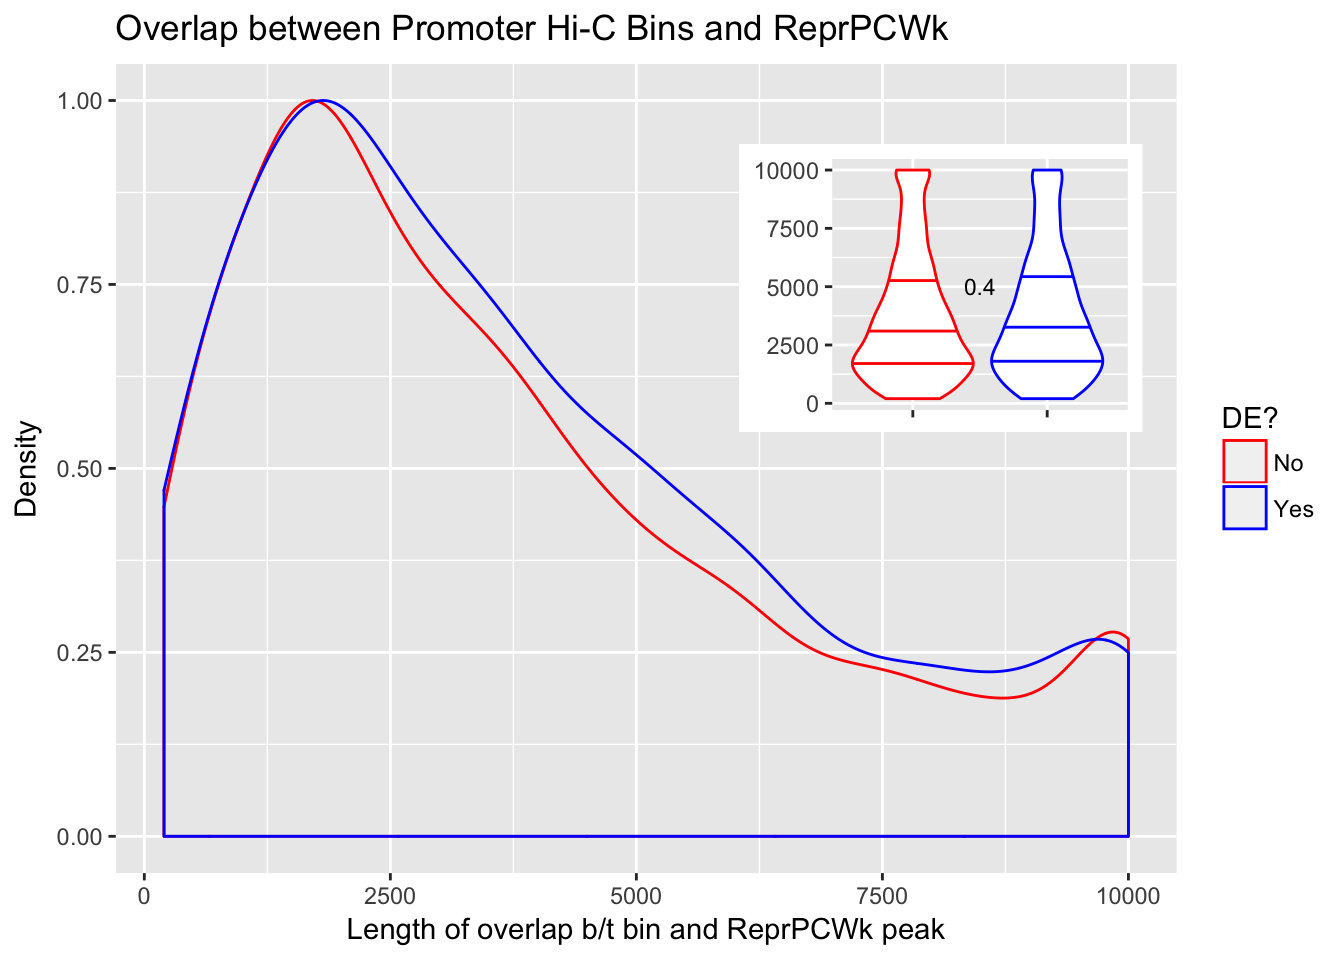 Overlap between Promoter Hi-C Bins and ReprPCWk
1.00
0.75
0.50
0.25
0.00
Density
0
2500
5000
7500
10000
Length of overlap b/t bin and ReprPCWk peak
10000
7500
5000
2500
0
0.4
DE?
No
Yes